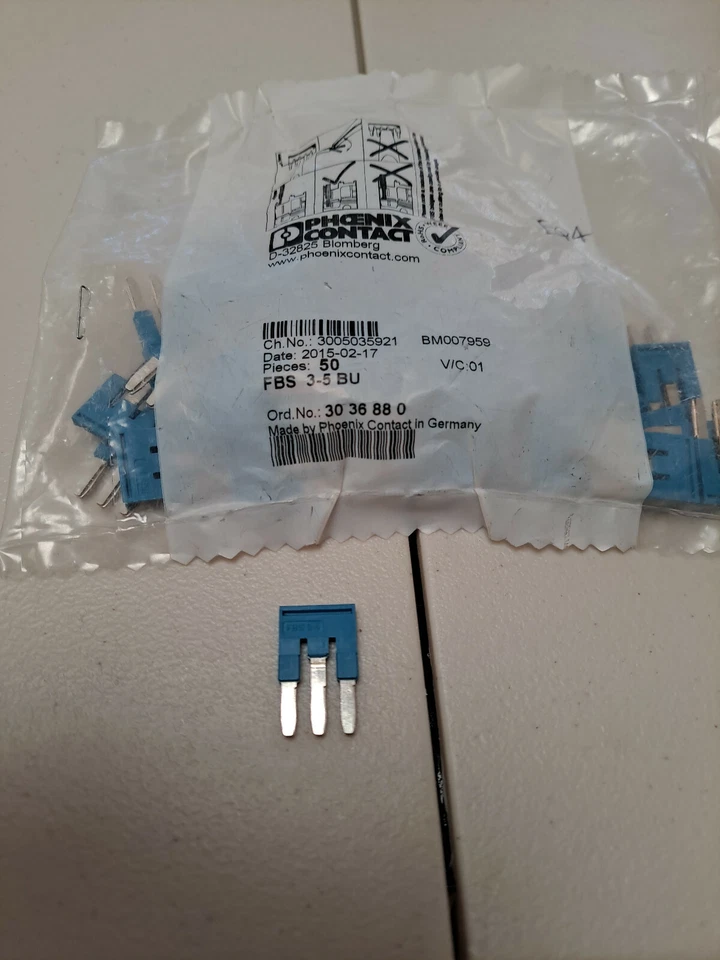 PHŒNIX
CONTACT
D-32825 Blomberg
www.phoenixcontact.com
Ch.No.: 3005035921 BM007959
Date: 2015-02-17
Pieces: 50 V/C:01
FBS 3-5 BU
Ord.No.: 30 36 88 0
Made by Phoenix Contact in Germany